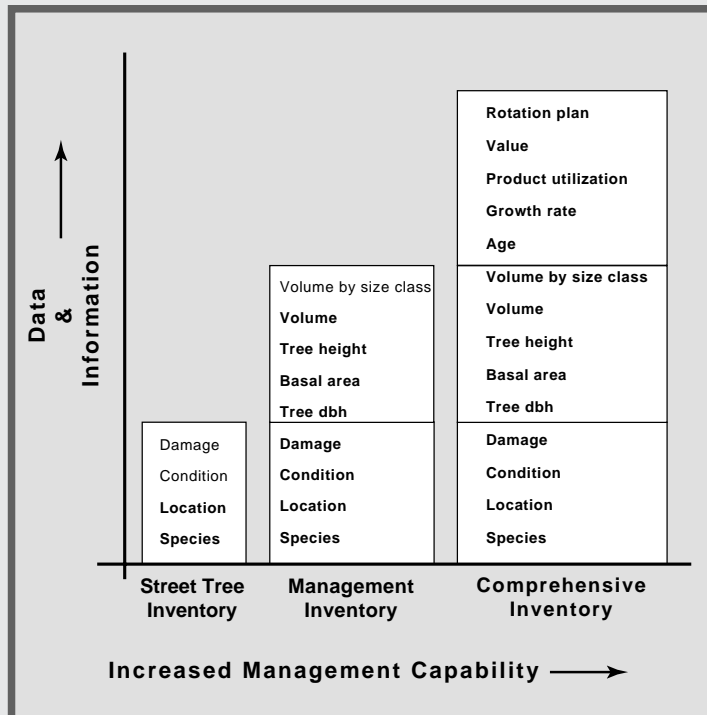 Data
&
Information
Damage
Condition
Location
Species
Street Tree
Inventory
Volume by size class
Volume
Tree height
Basal area
Tree dbh
Damage
Condition
Location
Species
Management
Inventory
Rotation plan
Value
Product utilization
Growth rate
Age
Volume by size class
Volume
Tree height
Basal area
Tree dbh
Damage
Condition
Location
Species
Comprehensive
Inventory
Increased Management Capability